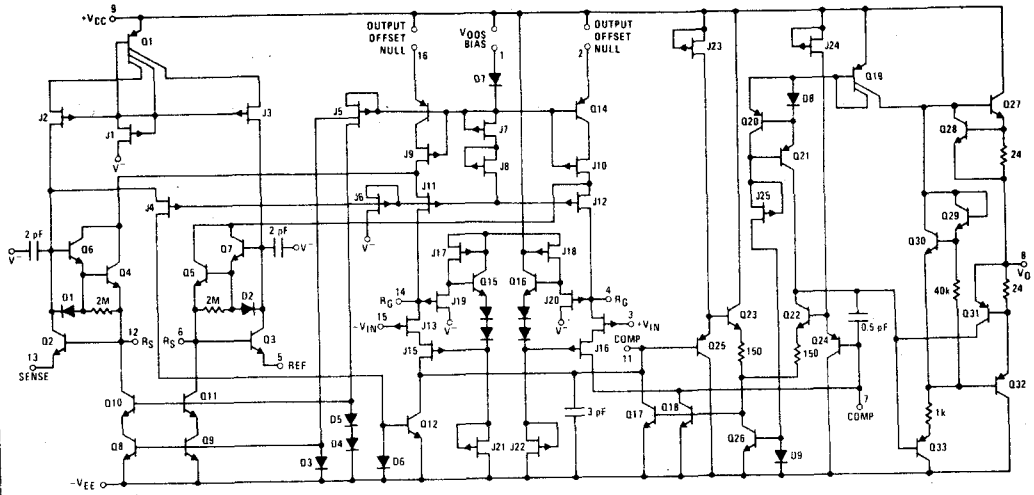 9
+VCC
OUTPUT OFFSET NULL
16
VOOS BIAS
1
OUTPUT OFFSET NULL
2
Q1
J2
J3
J1
V-
J5
D7
Q14
J7
J9
J8
J10
J23
J24
Q19
D8
Q20
Q21
Q27
Q28
24
J4
J6
V-
J11
J12
J25
Q29
Q30
2 pF
V-
Q6
Q4
Q7
Q5
2 pF
V-
J17
Q15
Q16
J18
8
VO
D1
2M
2M
D2
14
RG
J19
V-
J20
V-
4
RG
40k
24
Q31
Q2
12
RS
6
RS
Q3
15
-VIN
J13
3
+VIN
Q23
Q22
0.5 pF
13
SENSE
5
REF
J15
J16
COMP
11
Q25
150
150
Q24
7
COMP
Q32
Q10
Q11
D5
D4
Q12
3 pF
Q17
Q18
1k
Q8
Q9
D3
D6
J21
J22
Q26
D9
Q33
-VEE